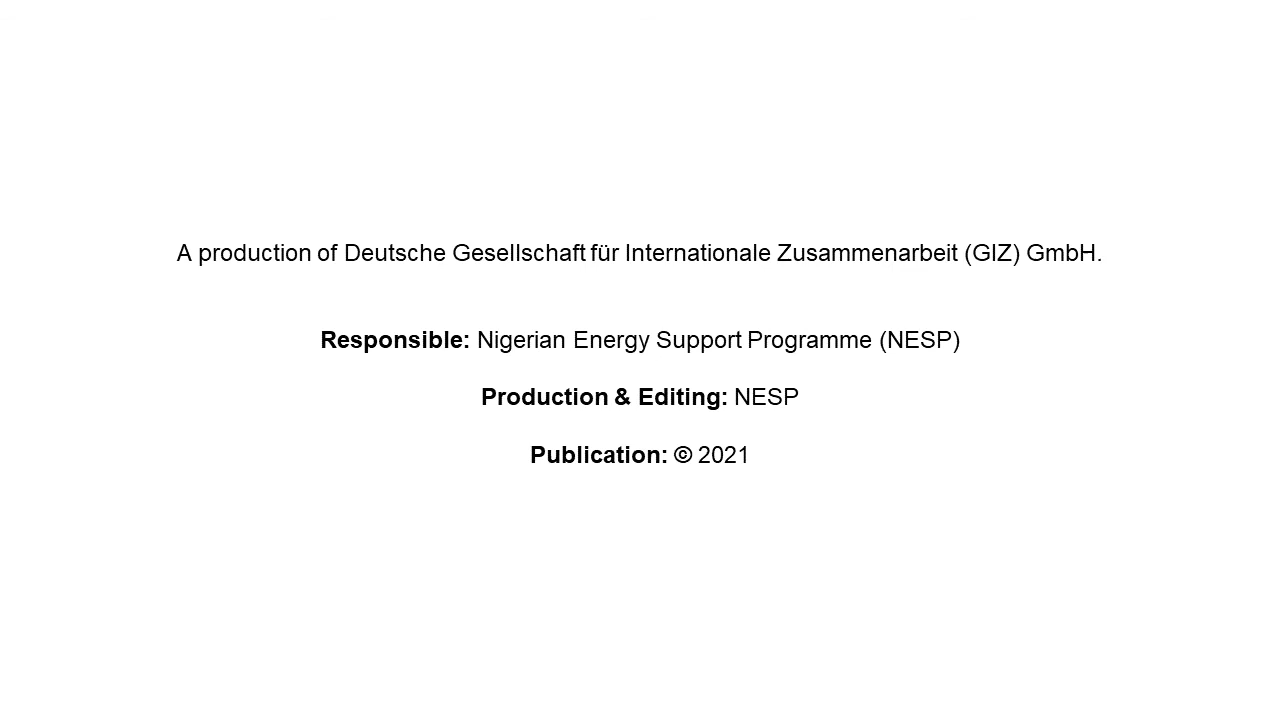 A production of Deutsche Gesellschaft für Internationale Zusammenarbeit (GIZ) GmbH.
Responsible: Nigerian Energy Support Programme (NESP)
Production & Editing: NESP
Publication: © 2021